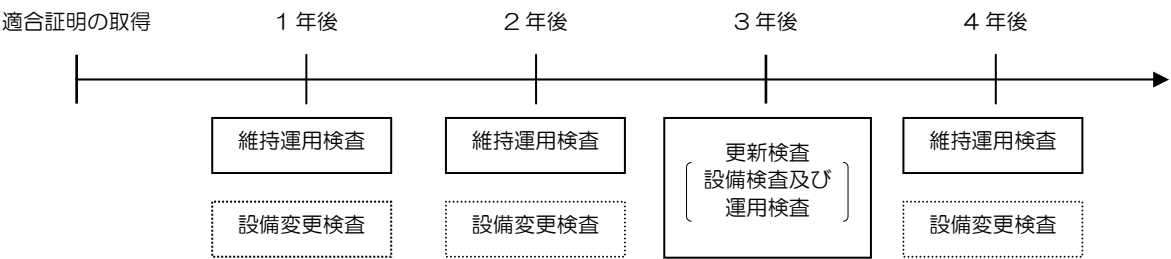 適合証明の取得 1年後 2年後 3年後 4年後
維持運用検査 維持運用検査 更新検査 維持運用検査
設備検査及び
運用検査
設備変更検査 設備変更検査 設備変更検査